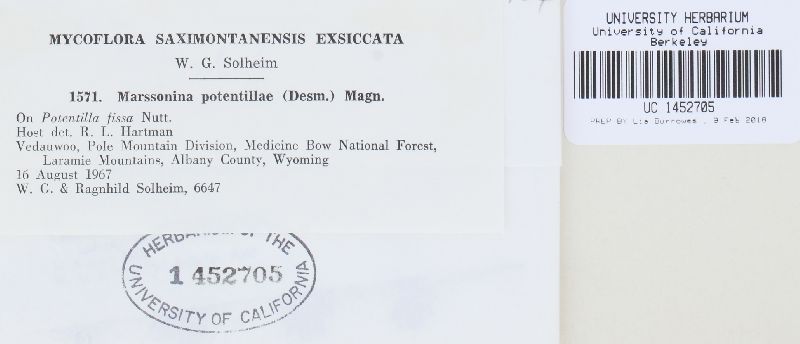 MYCOFLORA SAXIMONTANENSIS EXSICCATA
W. G. Solheim
1571. Marssonina potentillae (Desm.) Magn.
On Potentilla fissa Nutt.
Host det. R. L. Hartman
Vedauwoo, Pole Mountain Division, Medicine Bow National Forest,
Laramie Mountains, Albany County, Wyoming
16 August 1967
W. G. & Ragnhild Solheim, 6647
HERBARIUM OF THE
1452705
UNIVERSITY OF CALIFORNIA
UNIVERSITY HERBARIUM
University of California
Berkeley
UC 1452705
PREP BY Lia Burrowes , 9 Feb 2018